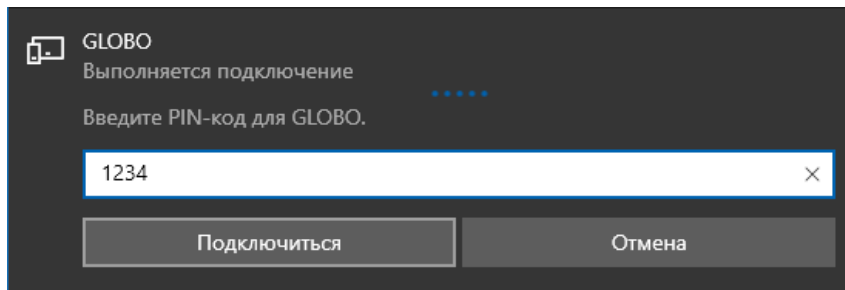 GLOBO
Выполняется подключение
Введите PIN-код для GLOBO.
1234
Подключиться Отмена